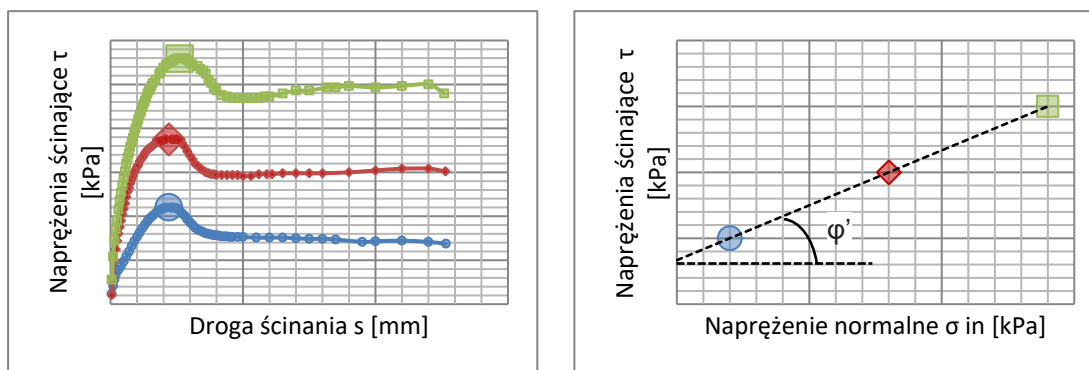 Naprężenia ścinające τ
[kPa]
Droga ścinania s [mm]
Naprężenia ścinające τ
[kPa]
φ’
Naprężenie normalne σ in [kPa]